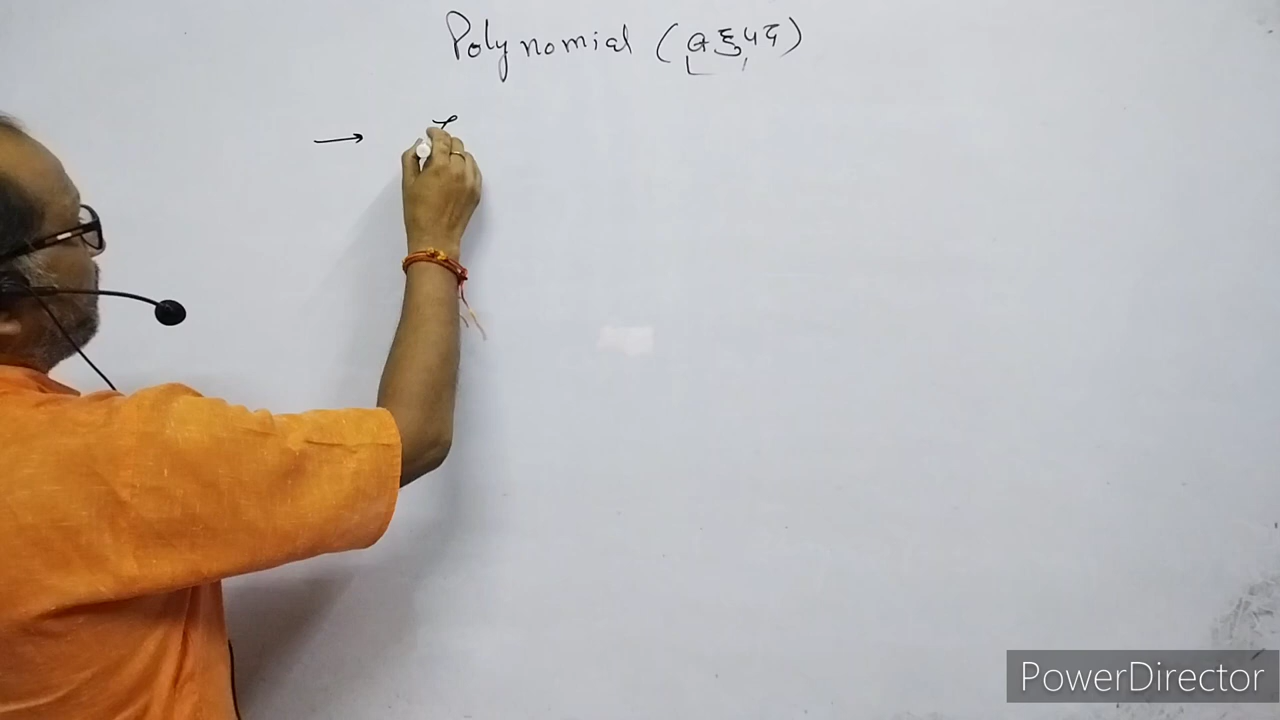 Polynomial (बहुपद)
→
PowerDirector